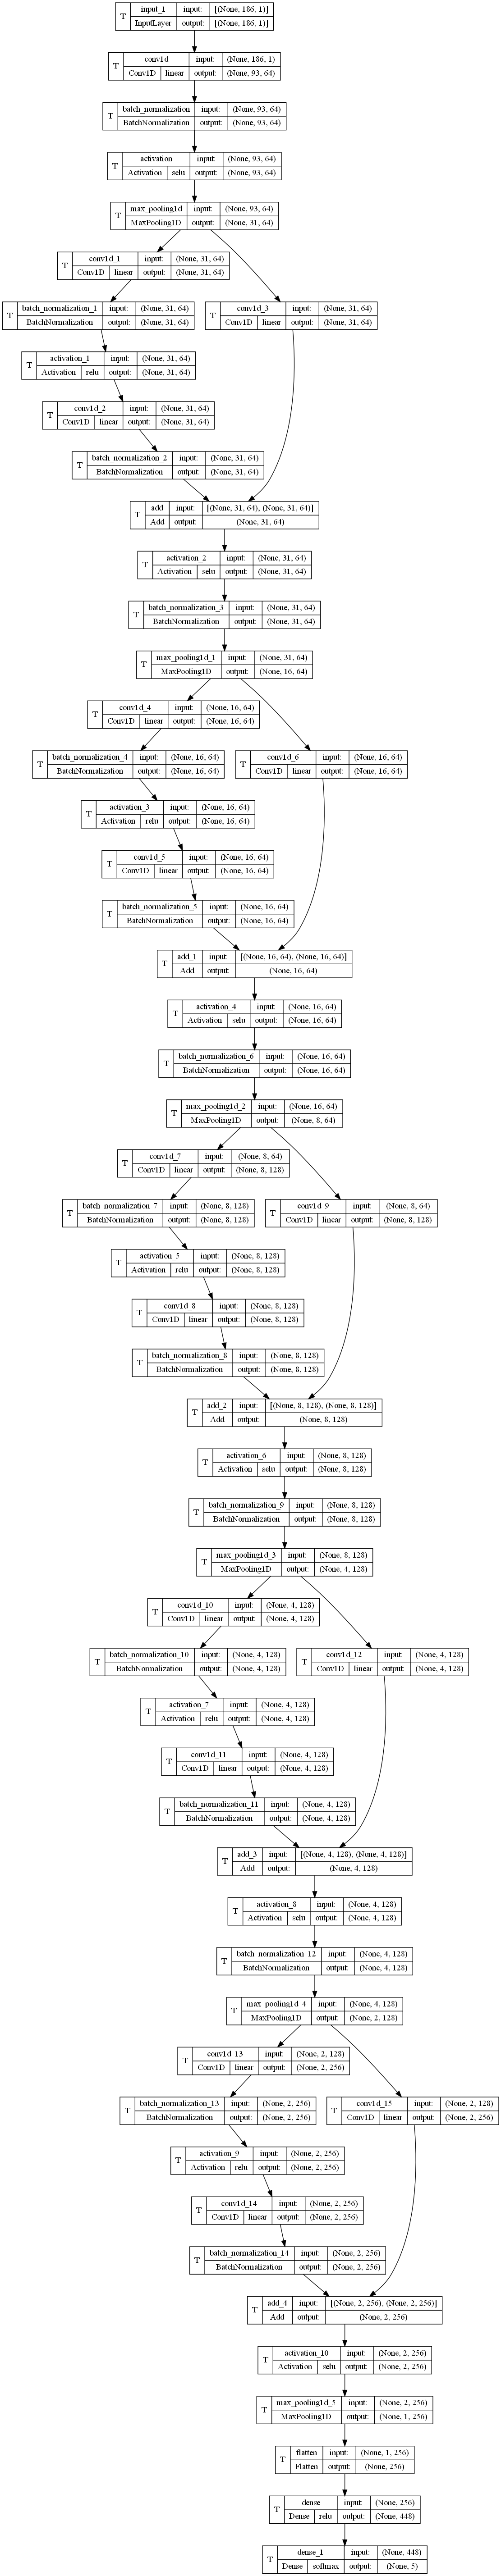 T input_1 input: [(None, 186, 1)]
InputLayer output: [(None, 186, 1)]
T conv1d input: (None, 186, 1)
Conv1D linear output: (None, 93, 64)
T batch_normalization input: (None, 93, 64)
BatchNormalization output: (None, 93, 64)
T activation input: (None, 93, 64)
Activation selu output: (None, 93, 64)
T max_pooling1d input: (None, 93, 64)
MaxPooling1D output: (None, 31, 64)
T conv1d_1 input: (None, 31, 64)
Conv1D linear output: (None, 31, 64)
T batch_normalization_1 input: (None, 31, 64)
BatchNormalization output: (None, 31, 64)
T conv1d_3 input: (None, 31, 64)
Conv1D linear output: (None, 31, 64)
T activation_1 input: (None, 31, 64)
Activation relu output: (None, 31, 64)
T conv1d_2 input: (None, 31, 64)
Conv1D linear output: (None, 31, 64)
T batch_normalization_2 input: (None, 31, 64)
BatchNormalization output: (None, 31, 64)
T add input: [(None, 31, 64), (None, 31, 64)]
Add output: (None, 31, 64)
T activation_2 input: (None, 31, 64)
Activation selu output: (None, 31, 64)
T batch_normalization_3 input: (None, 31, 64)
BatchNormalization output: (None, 31, 64)
T max_pooling1d_1 input: (None, 31, 64)
MaxPooling1D output: (None, 16, 64)
T conv1d_4 input: (None, 16, 64)
Conv1D linear output: (None, 16, 64)
T batch_normalization_4 input: (None, 16, 64)
BatchNormalization output: (None, 16, 64)
T conv1d_6 input: (None, 16, 64)
Conv1D linear output: (None, 16, 64)
T activation_3 input: (None, 16, 64)
Activation relu output: (None, 16, 64)
T conv1d_5 input: (None, 16, 64)
Conv1D linear output: (None, 16, 64)
T batch_normalization_5 input: (None, 16, 64)
BatchNormalization output: (None, 16, 64)
T add_1 input: [(None, 16, 64), (None, 16, 64)]
Add output: (None, 16, 64)
T activation_4 input: (None, 16, 64)
Activation selu output: (None, 16, 64)
T batch_normalization_6 input: (None, 16, 64)
BatchNormalization output: (None, 16, 64)
T max_pooling1d_2 input: (None, 16, 64)
MaxPooling1D output: (None, 8, 64)
T conv1d_7 input: (None, 8, 64)
Conv1D linear output: (None, 8, 128)
T batch_normalization_7 input: (None, 8, 128)
BatchNormalization output: (None, 8, 128)
T conv1d_9 input: (None, 8, 64)
Conv1D linear output: (None, 8, 128)
T activation_5 input: (None, 8, 128)
Activation relu output: (None, 8, 128)
T conv1d_8 input: (None, 8, 128)
Conv1D linear output: (None, 8, 128)
T batch_normalization_8 input: (None, 8, 128)
BatchNormalization output: (None, 8, 128)
T add_2 input: [(None, 8, 128), (None, 8, 128)]
Add output: (None, 8, 128)
T activation_6 input: (None, 8, 128)
Activation selu output: (None, 8, 128)
T batch_normalization_9 input: (None, 8, 128)
BatchNormalization output: (None, 8, 128)
T max_pooling1d_3 input: (None, 8, 128)
MaxPooling1D output: (None, 4, 128)
T conv1d_10 input: (None, 4, 128)
Conv1D linear output: (None, 4, 128)
T batch_normalization_10 input: (None, 4, 128)
BatchNormalization output: (None, 4, 128)
T conv1d_12 input: (None, 4, 128)
Conv1D linear output: (None, 4, 128)
T activation_7 input: (None, 4, 128)
Activation relu output: (None, 4, 128)
T conv1d_11 input: (None, 4, 128)
Conv1D linear output: (None, 4, 128)
T batch_normalization_11 input: (None, 4, 128)
BatchNormalization output: (None, 4, 128)
T add_3 input: [(None, 4, 128), (None, 4, 128)]
Add output: (None, 4, 128)
T activation_8 input: (None, 4, 128)
Activation selu output: (None, 4, 128)
T batch_normalization_12 input: (None, 4, 128)
BatchNormalization output: (None, 4, 128)
T max_pooling1d_4 input: (None, 4, 128)
MaxPooling1D output: (None, 2, 128)
T conv1d_13 input: (None, 2, 128)
Conv1D linear output: (None, 2, 256)
T batch_normalization_13 input: (None, 2, 256)
BatchNormalization output: (None, 2, 256)
T conv1d_15 input: (None, 2, 128)
Conv1D linear output: (None, 2, 256)
T activation_9 input: (None, 2, 256)
Activation relu output: (None, 2, 256)
T conv1d_14 input: (None, 2, 256)
Conv1D linear output: (None, 2, 256)
T batch_normalization_14 input: (None, 2, 256)
BatchNormalization output: (None, 2, 256)
T add_4 input: [(None, 2, 256), (None, 2, 256)]
Add output: (None, 2, 256)
T activation_10 input: (None, 2, 256)
Activation selu output: (None, 2, 256)
T max_pooling1d_5 input: (None, 2, 256)
MaxPooling1D output: (None, 1, 256)
T flatten input: (None, 1, 256)
Flatten output: (None, 256)
T dense input: (None, 256)
Dense relu output: (None, 448)
T dense_1 input: (None, 448)
Dense softmax output: (None, 5)